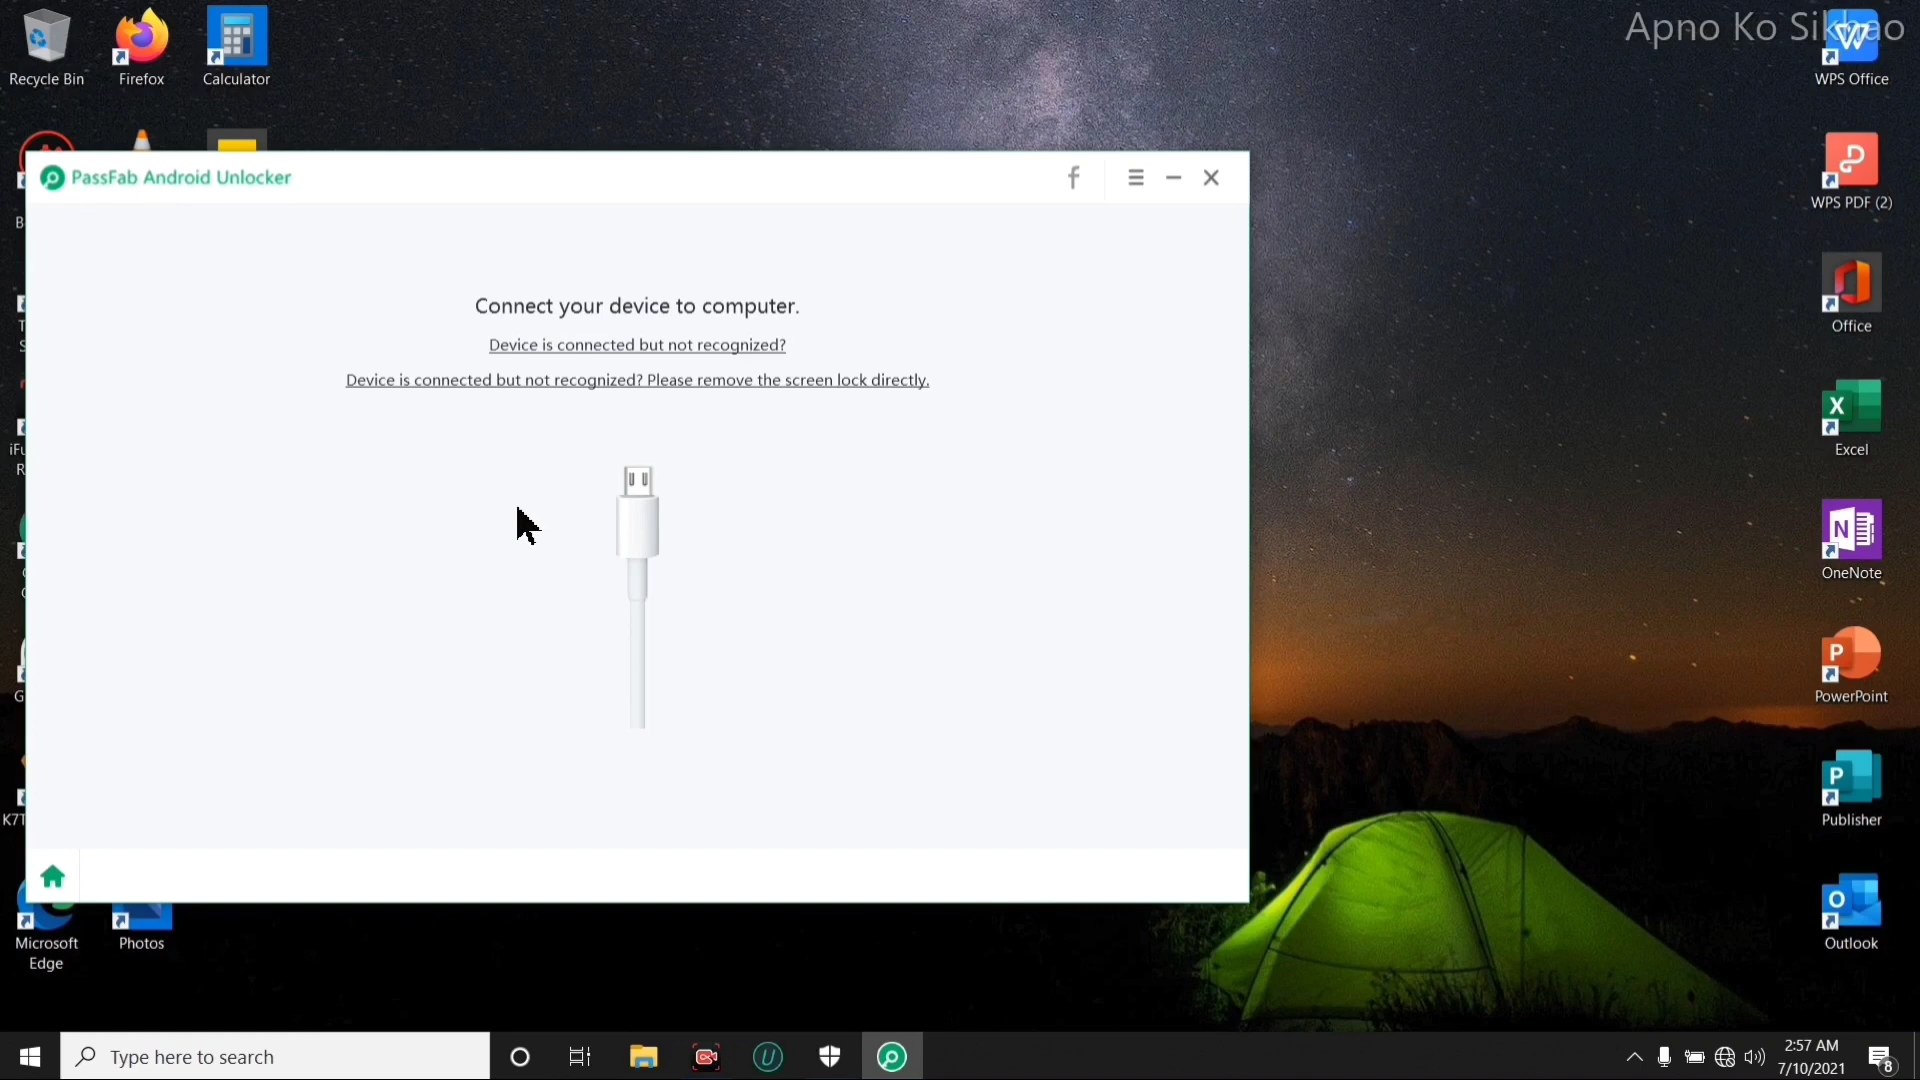 Apno Ko Sikhao
Recycle Bin
Firefox
Calculator
WPS Office
WPS PDF (2)
Office
Excel
OneNote
PowerPoint
Publisher
Outlook
PassFab Android Unlocker
Connect your device to computer.
Device is connected but not recognized?
Device is connected but not recognized? Please remove the screen lock directly.
Microsoft
Edge
Photos
Type here to search
2:57 AM
7/10/2021
8